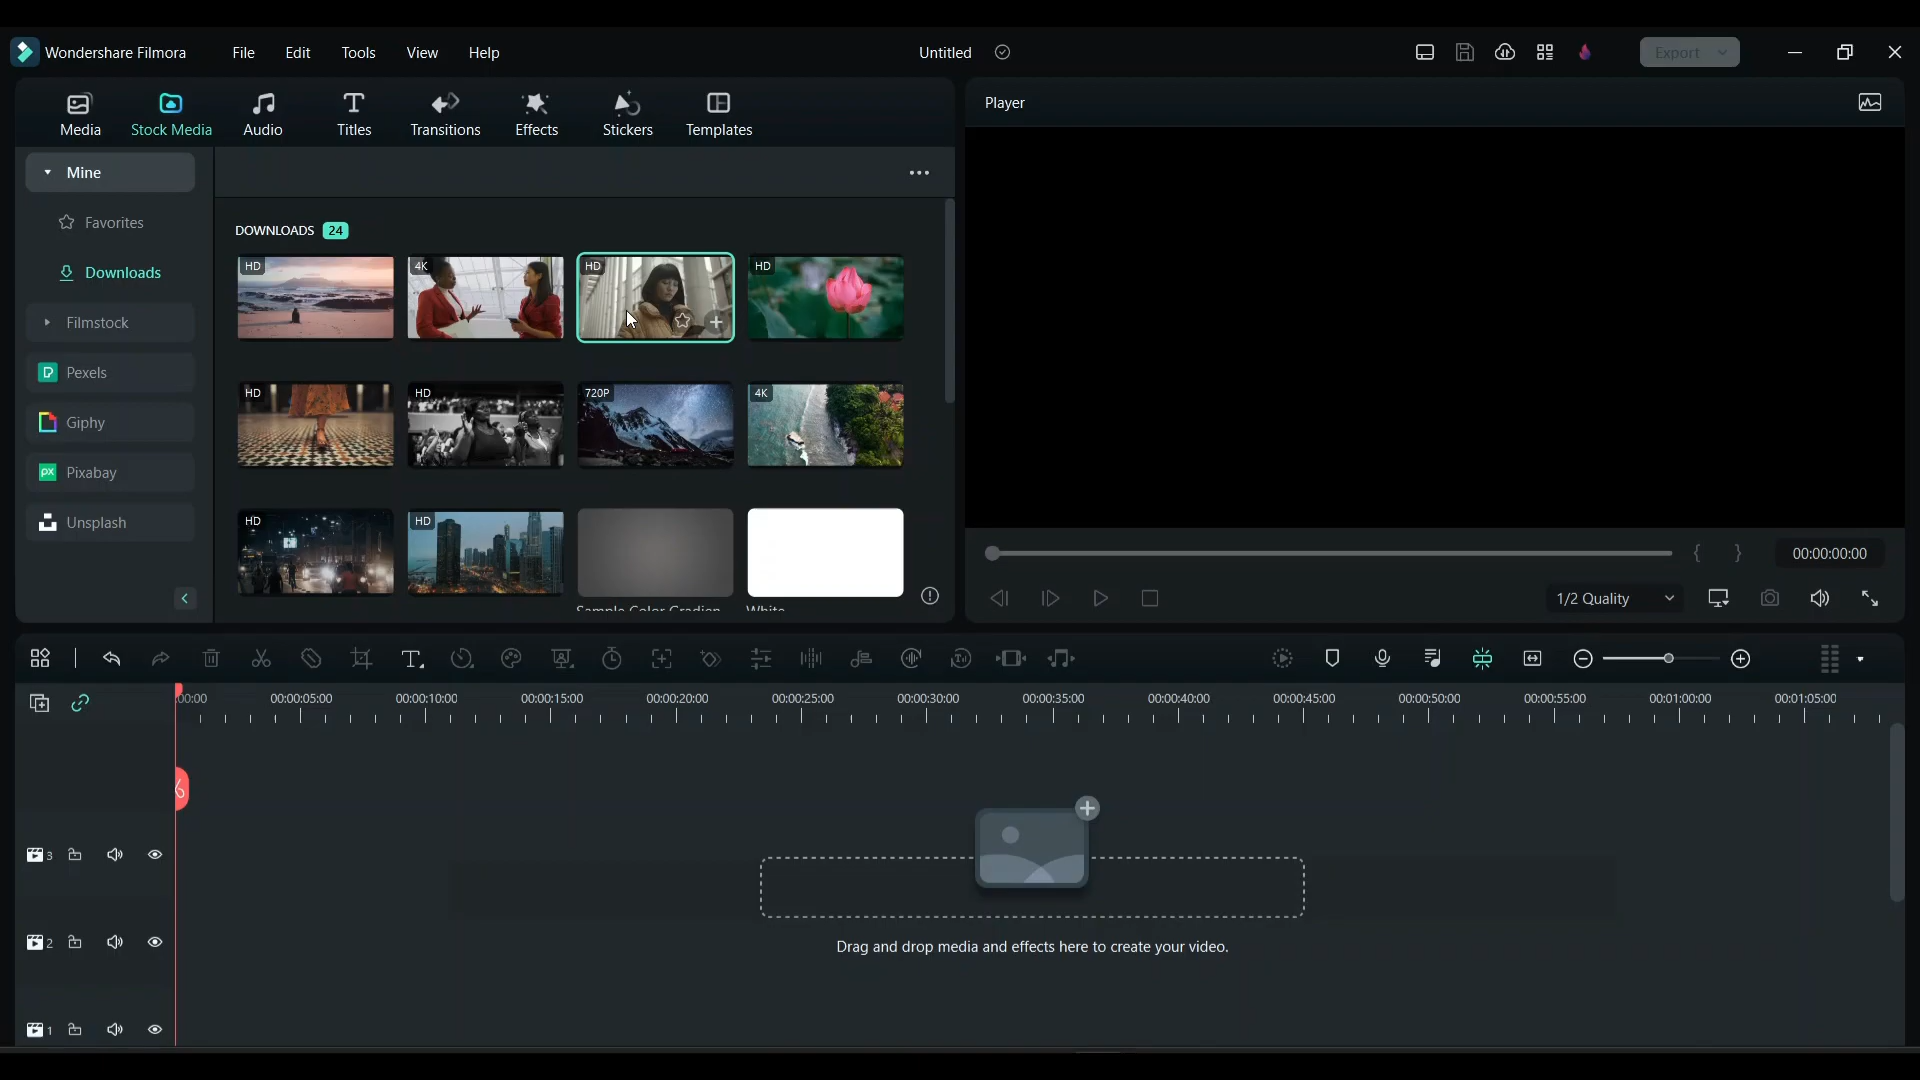 Wondershare Filmora File Edit Tools View Help Untitled Export
Media Stock Media Audio Titles Transitions Effects Stickers Templates
Player
Mine
Favorites
Downloads
Filmstock
Pexels
Giphy
Pixabay
Unsplash
DOWNLOADS 24
HD 4K HD HD
HD HD 720P 4K
HD HD
Sample Color Gradien
White
00:00:00:00
1/2 Quality
:00:00 00:00:05:00 00:00:10:00 00:00:15:00 00:00:20:00 00:00:25:00 00:00:30:00 00:00:35:00 00:00:40:00 00:00:45:00 00:00:50:00 00:00:55:00 00:01:00:00 00:01:05:00
3
2
1
Drag and drop media and effects here to create your video.